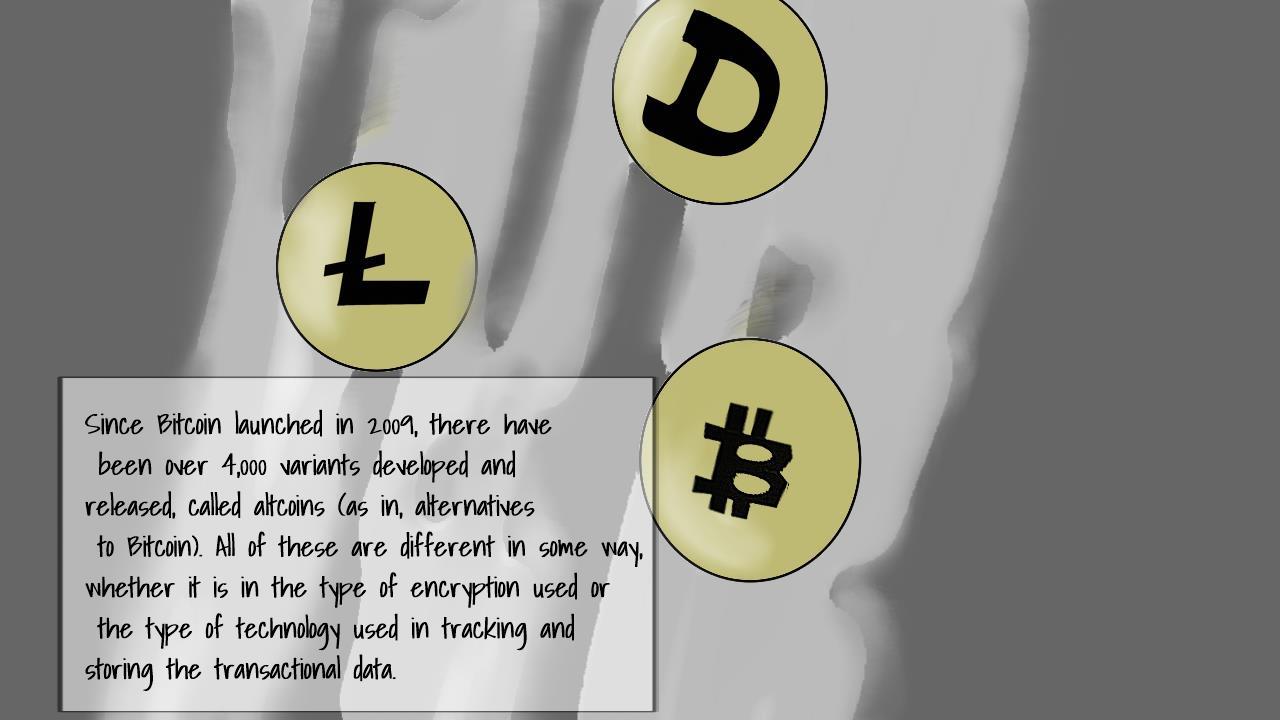 D
Ł
₿
Since Bitcoin launched in 2009, there have
been over 4,000 variants developed and
released, called altcoins (as in, alternatives
to Bitcoin). All of these are different in some way,
whether it is in the type of encryption used or
the type of technology used in tracking and
storing the transactional data.